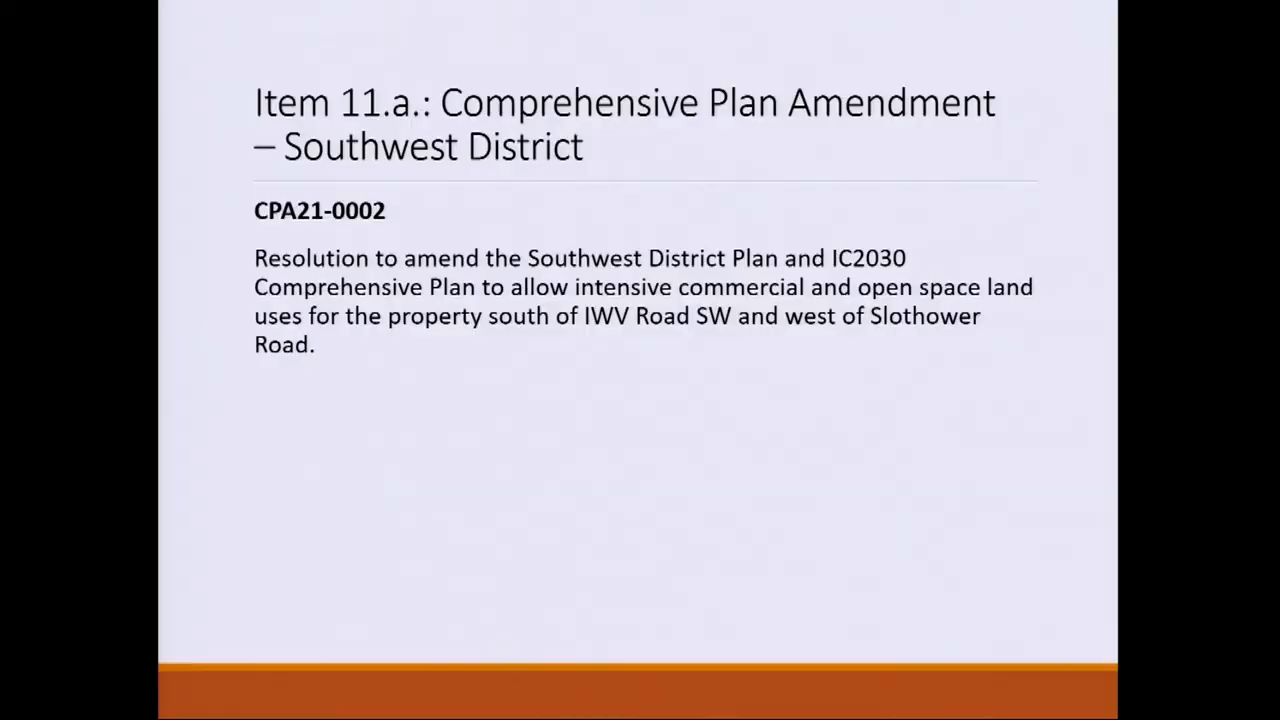 Item 11.a.: Comprehensive Plan Amendment
– Southwest District
CPA21-0002
Resolution to amend the Southwest District Plan and IC2030
Comprehensive Plan to allow intensive commercial and open space land
uses for the property south of IWV Road SW and west of Slothower
Road.